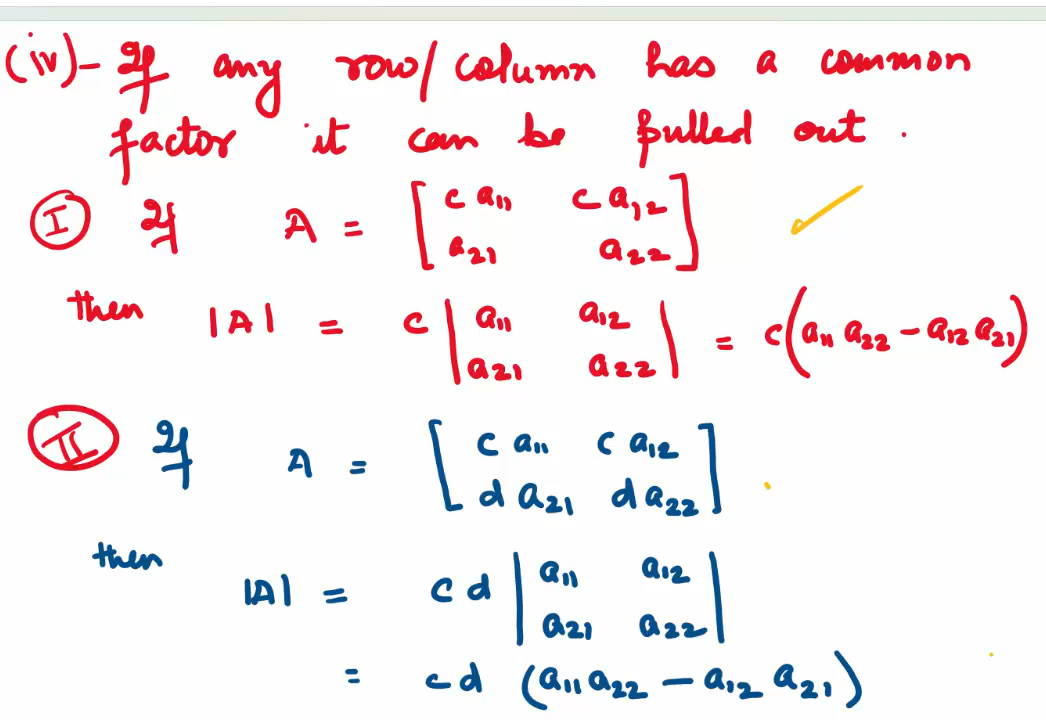 (iv)- If any row/column has a common
factor it can be pulled out.
I If A = [ c a₁₁ c a₁₂
a₂₁ a₂₂ ]
then |A| = c | a₁₁ a₁₂
a₂₁ a₂₂ | = c(a₁₁ a₂₂ - a₁₂ a₂₁)
II If A = [ c a₁₁ c a₁₂
d a₂₁ d a₂₂ ]
then
|A| = c d | a₁₁ a₁₂
a₂₁ a₂₂ |
= cd (a₁₁ a₂₂ - a₁₂ a₂₁)